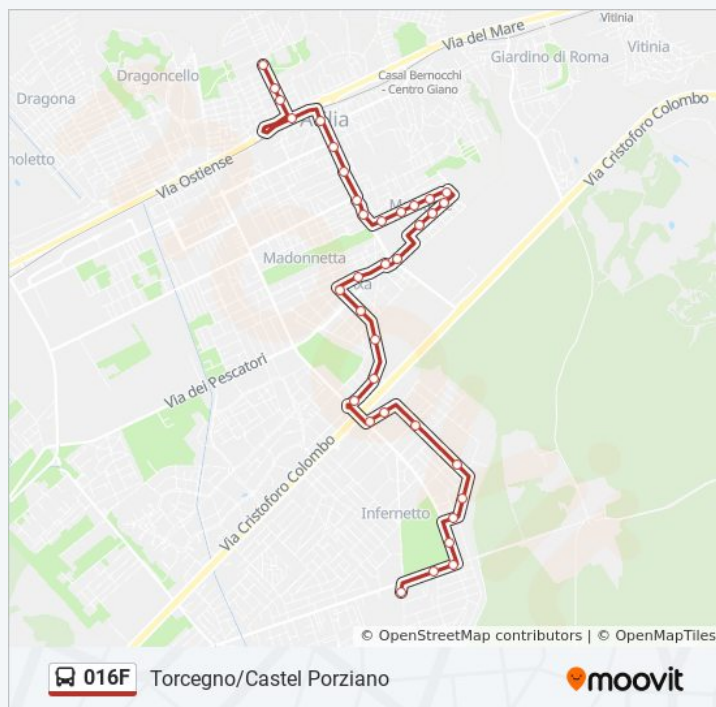 Vitinia
Via del Mare
Giardino di Roma
Vitinia
Dragoncello
Casal Bernocchi
- Centro Giano
Dragona
noletto
Via Ostiense
Via Cristoforo Colombo
Madonnetta
Via dei Pescatori
Via Cristoforo Colombo
Infernetto
© OpenStreetMap contributors | © OpenMapTiles
016F Torcegno/Castel Porziano
moovit